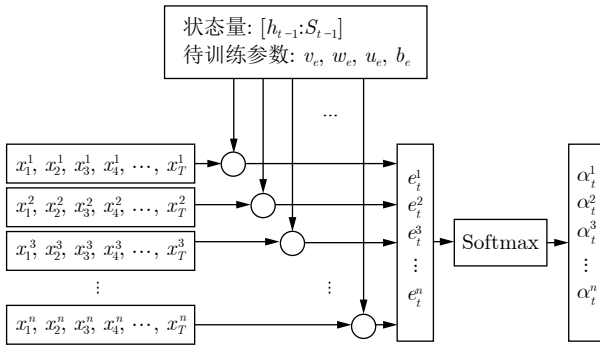 状态量: [h_{t−1}:S_{t−1}]
待训练参数: v_e, w_e, u_e, b_e
...
x_1^1, x_2^1, x_3^1, x_4^1, ⋯, x_T^1
x_1^2, x_2^2, x_3^2, x_4^2, ⋯, x_T^2
x_1^3, x_2^3, x_3^3, x_4^3, ⋯, x_T^3
⋮ ⋮
x_1^n, x_2^n, x_3^n, x_4^n, ⋯, x_T^n
e_t^1
e_t^2
e_t^3
⋮
e_t^n
Softmax
α_t^1
α_t^2
α_t^3
⋮
α_t^n